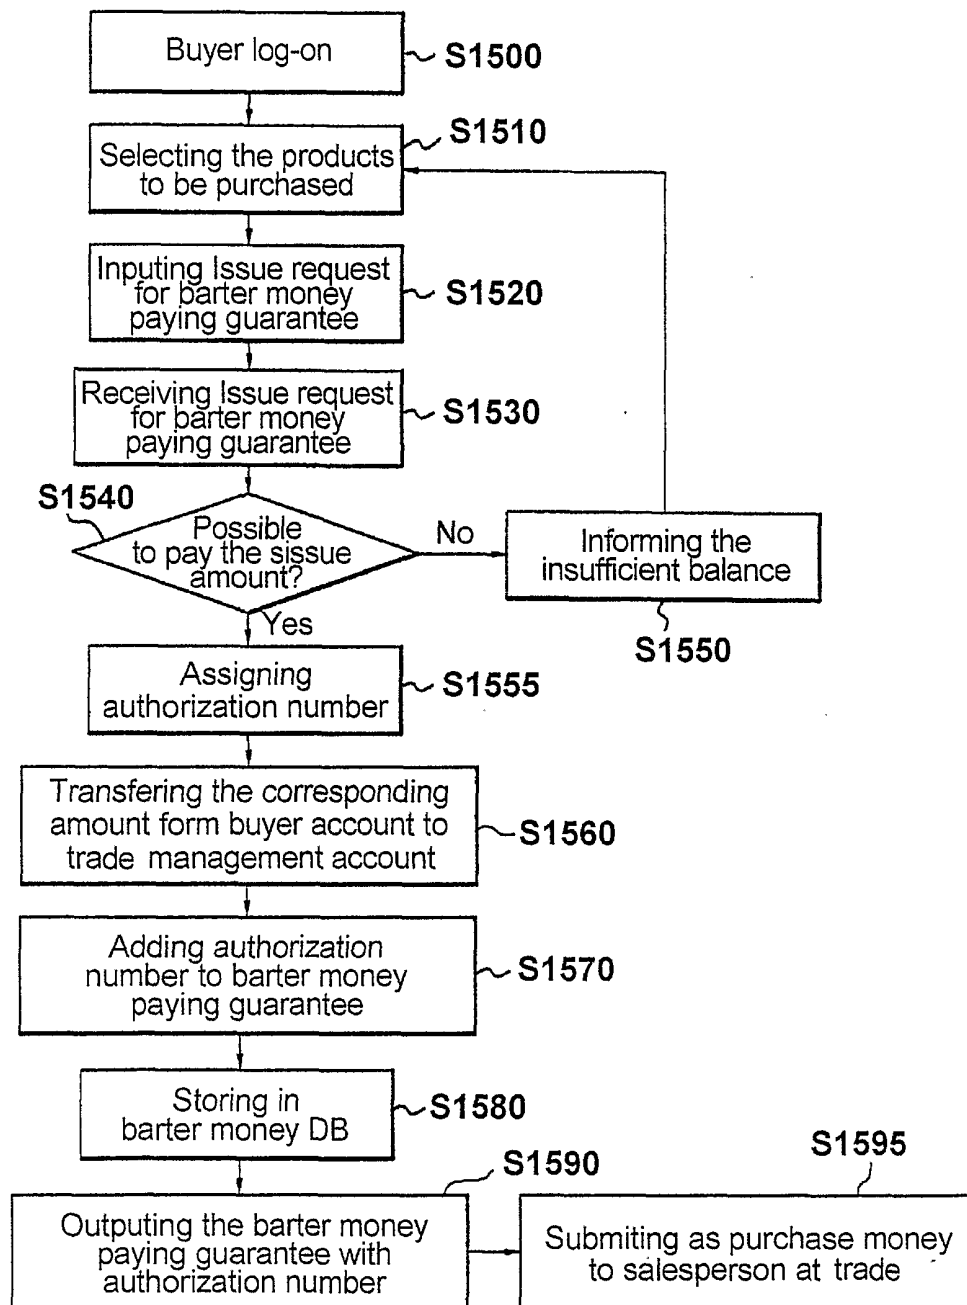 Buyer log-on
S1500
S1510
Selecting the products
to be purchased
Inputing Issue request
for barter money
paying guarantee
S1520
Receiving Issue request
for barter money
paying guarantee
S1530
S1540
Possible
to pay the sissue
amount?
No
Informing the
insufficient balance
S1550
Yes
Assigning
authorization number
S1555
Transfering the corresponding
amount form buyer account to
trade management account
S1560
Adding authorization
number to barter money
paying guarantee
S1570
Storing in
barter money DB
S1580
S1590
Outputing the barter money
paying guarantee with
authorization number
S1595
Submiting as purchase money
to salesperson at trade